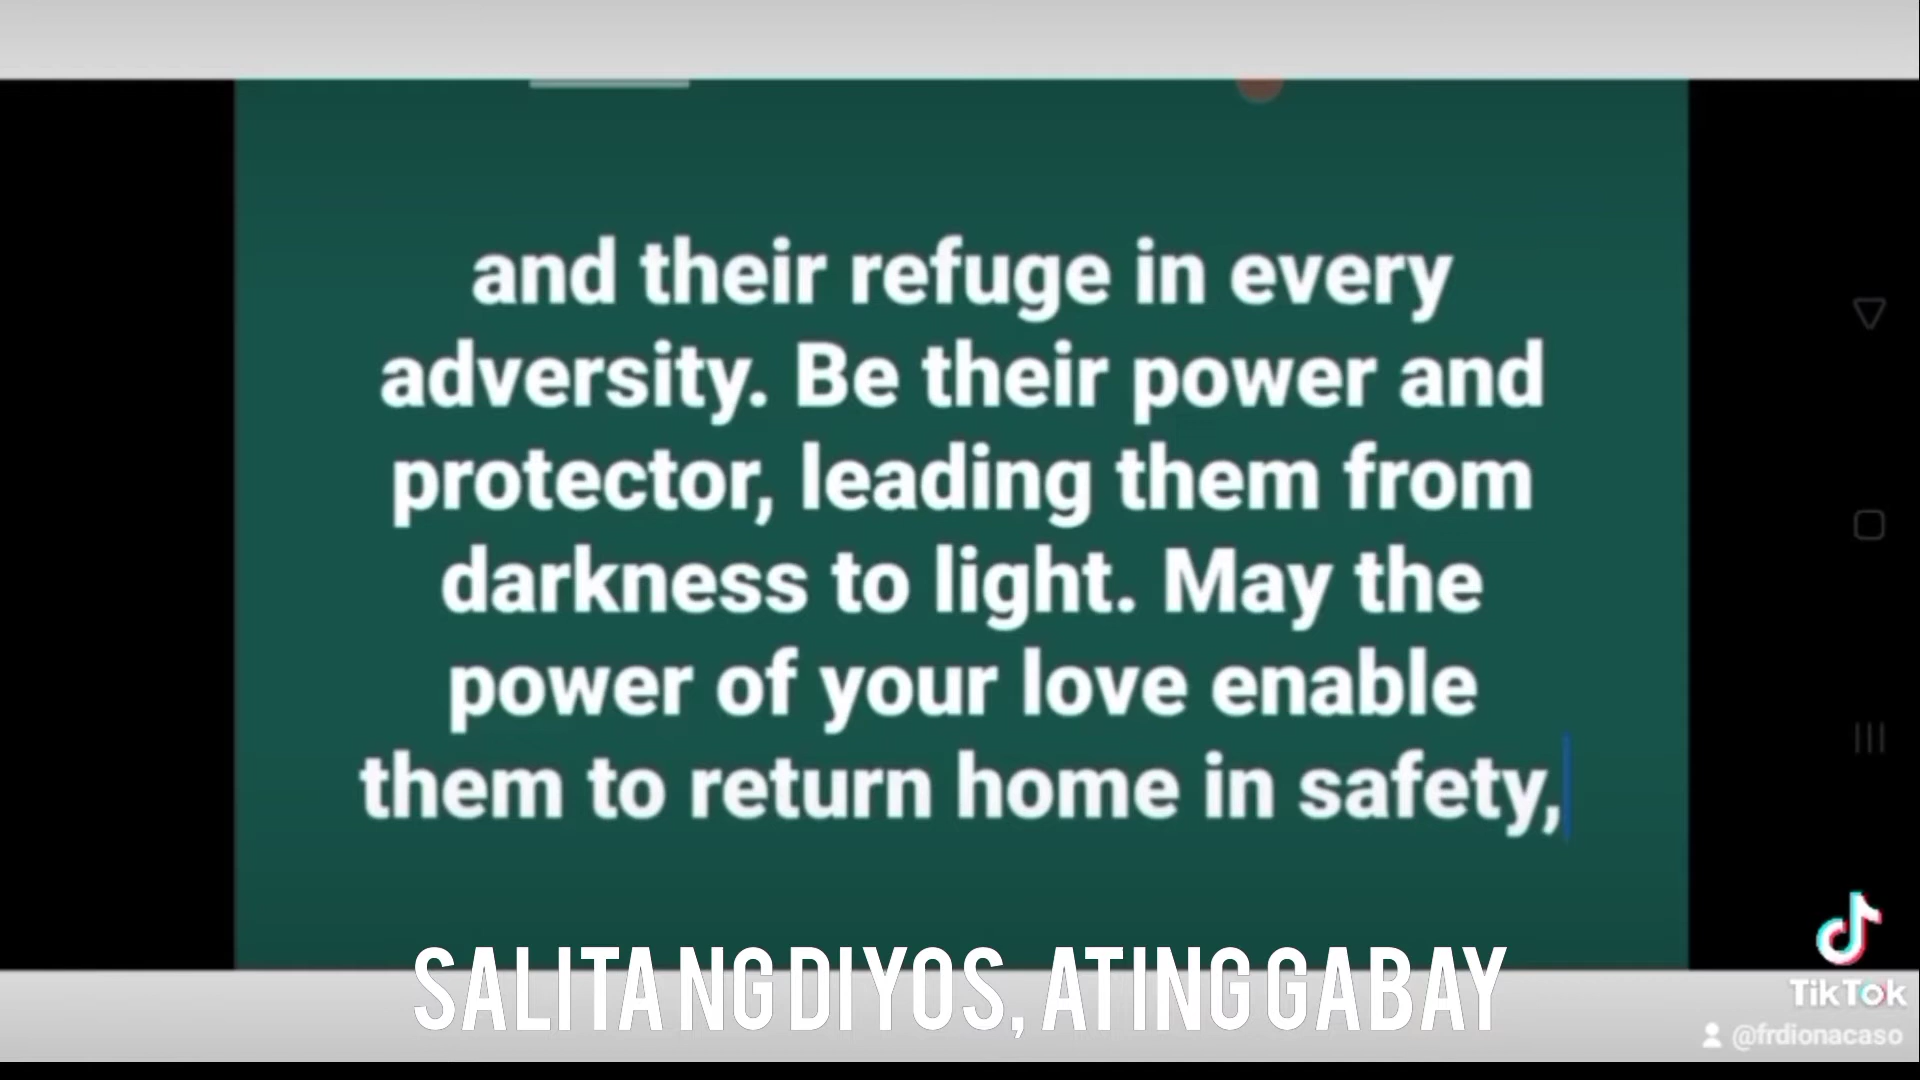 and their refuge in every
adversity. Be their power and
protector, leading them from
darkness to light. May the
power of your love enable
them to return home in safety,
SALITA NG DIYOS, ATING GABAY
TikTok
@frdionacaso